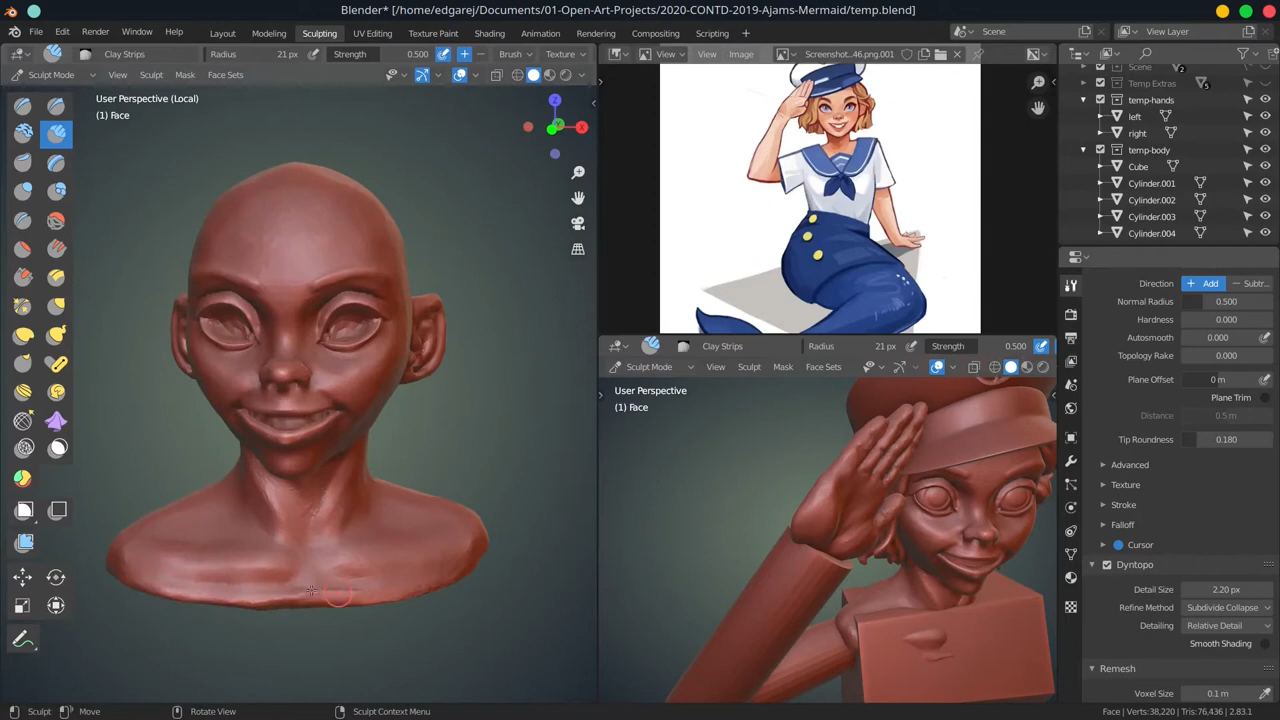 Blender* [/home/edgarej/Documents/01-Open-Art-Projects/2020-CONTD-2019-Ajams-Mermaid/temp.blend]
File Edit Render Window Help Layout Modeling Sculpting UV Editing Texture Paint Shading Animation Rendering Compositing Scripting Scene View Layer
Clay Strips Radius 21 px Strength 0.500 Brush Texture
Sculpt Mode View Sculpt Mask Face Sets
User Perspective (Local)
(1) Face
Z
X
View View Image Screenshot...46.png.001
Clay Strips Radius 21 px Strength 0.500
Sculpt Mode View Sculpt Mask Face Sets
User Perspective
(1) Face
Scene 2
Temp Extras 5
temp-hands
left
right
temp-body
Cube
Cylinder.001
Cylinder.002
Cylinder.003
Cylinder.004
Direction Add Subtr...
Normal Radius 0.500
Hardness 0.000
Autosmooth 0.000
Topology Rake 0.000
Plane Offset 0 m
Plane Trim
Distance 0.5 m
Tip Roundness 0.180
Advanced
Texture
Stroke
Falloff
Cursor
Dyntopo
Detail Size 2.20 px
Refine Method Subdivide Collapse
Detailing Relative Detail
Smooth Shading
Remesh
Voxel Size 0.1 m
Sculpt Move Rotate View Sculpt Context Menu Face | Verts:38,220 | Tris:76,436 | 2.83.1